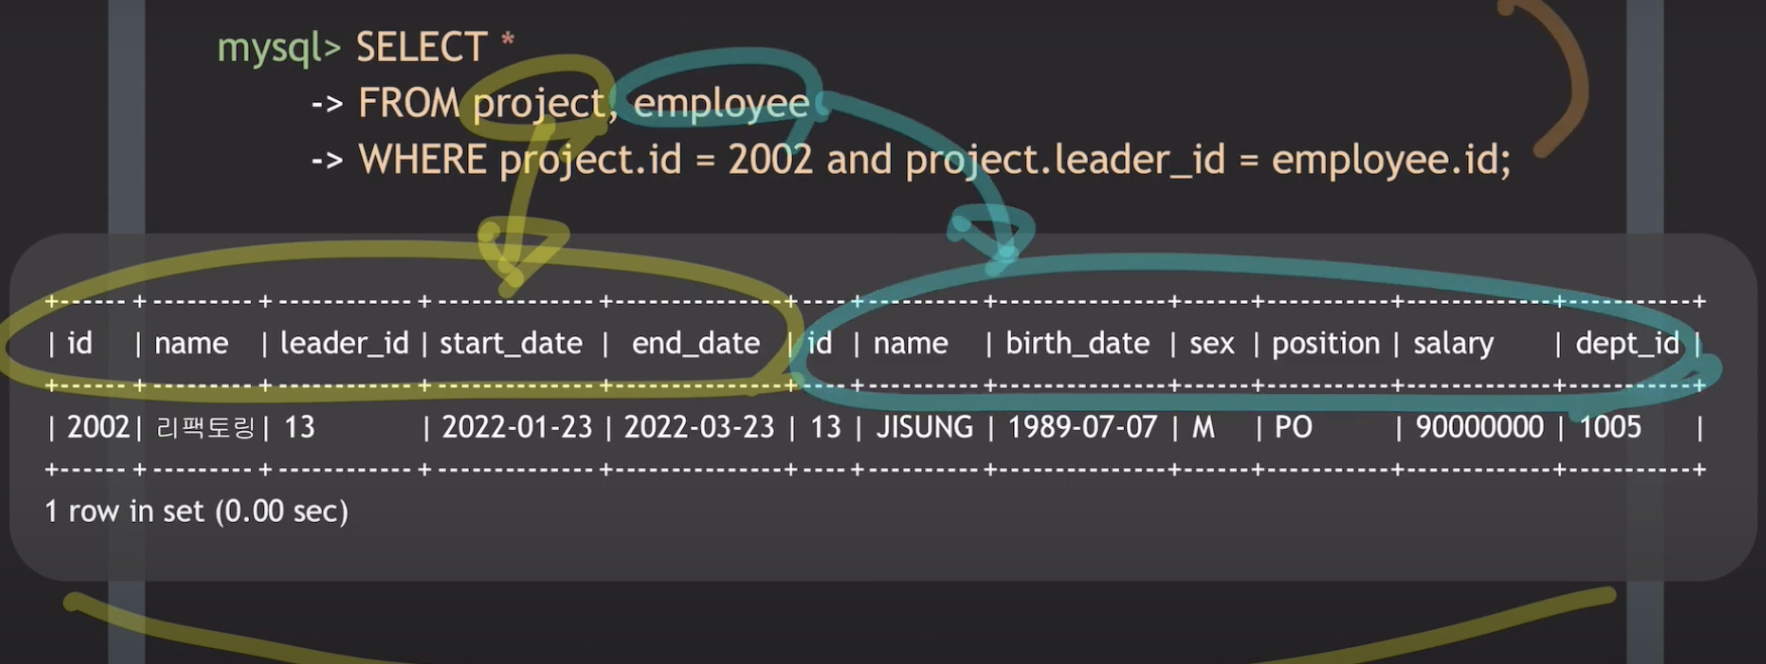 mysql> SELECT *
-> FROM project, employee
-> WHERE project.id = 2002 and project.leader_id = employee.id;
+------+---------+------------+--------------+---------------+----+-----------+---------------+-----+-----------+-------------+-----------+
| id | name | leader_id | start_date | end_date | id | name | birth_date | sex | position | salary | dept_id |
+------+---------+------------+--------------+---------------+----+-----------+---------------+-----+-----------+-------------+-----------+
| 2002| 리팩토링| 13 | 2022-01-23 | 2022-03-23 | 13 | JISUNG | 1989-07-07 | M | PO | 90000000 | 1005 |
+------+---------+------------+--------------+---------------+----+-----------+---------------+-----+-----------+-------------+-----------+
1 row in set (0.00 sec)